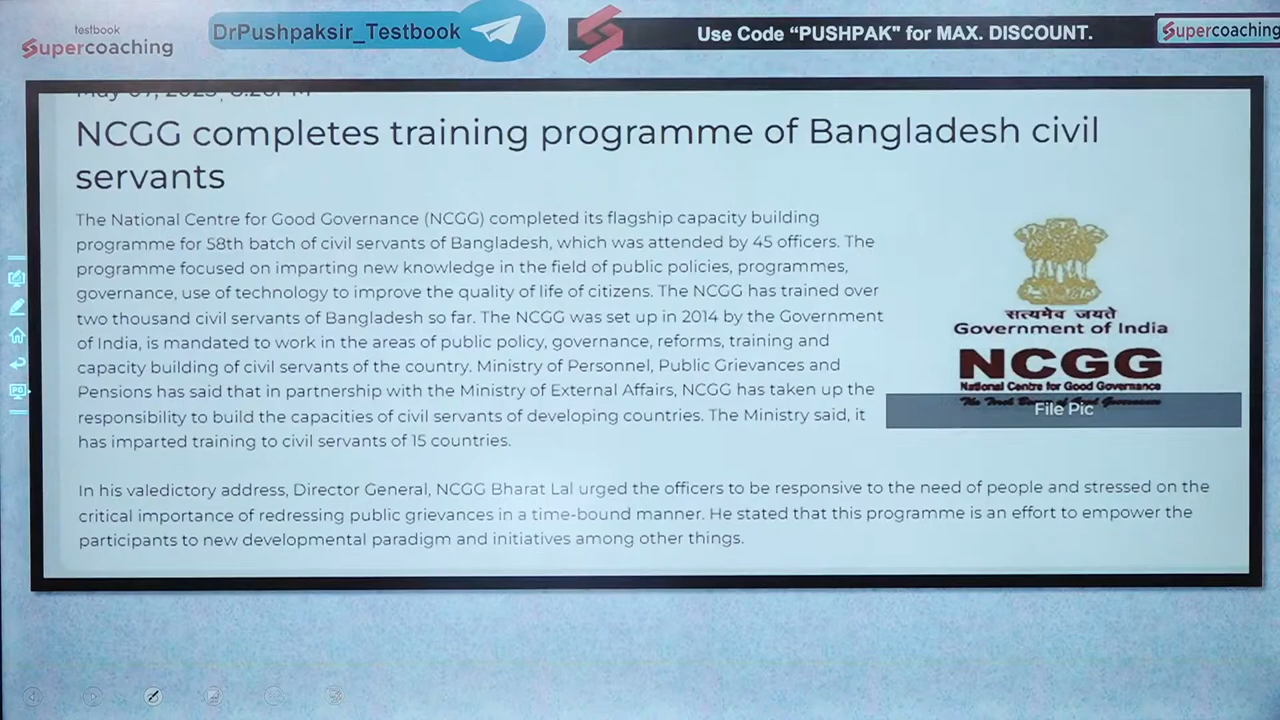 testbook
Supercoaching
DrPushpaksir_Testbook
Use Code “PUSHPAK" for MAX. DISCOUNT.
Supercoaching
NCGG completes training programme of Bangladesh civil
servants
The National Centre for Good Governance (NCGG) completed its flagship capacity building
programme for 58th batch of civil servants of Bangladesh, which was attended by 45 officers. The
programme focused on imparting new knowledge in the field of public policies, programmes,
governance, use of technology to improve the quality of life of citizens. The NCGG has trained over
two thousand civil servants of Bangladesh so far. The NCGG was set up in 2014 by the Government
of India, is mandated to work in the areas of public policy, governance, reforms, training and
capacity building of civil servants of the country. Ministry of Personnel, Public Grievances and
Pensions has said that in partnership with the Ministry of External Affairs, NCGG has taken up the
responsibility to build the capacities of civil servants of developing countries. The Ministry said, it
has imparted training to civil servants of 15 countries.
सत्यमेव जयते
Government of India
NCGG
National Centre for Good Governance
File Pic
In his valedictory address, Director General, NCGG Bharat Lal urged the officers to be responsive to the need of people and stressed on the
critical importance of redressing public grievances in a time-bound manner. He stated that this programme is an effort to empower the
participants to new developmental paradigm and initiatives among other things.